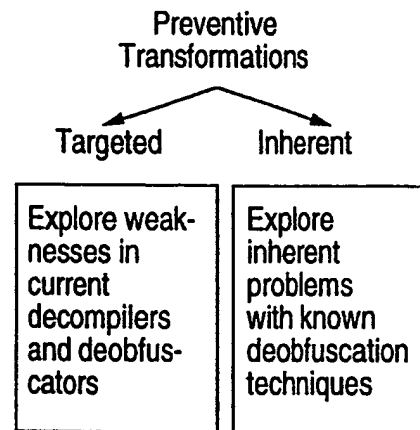 Preventive
Transformations
Targeted
Inherent
Explore weak-
nesses in
current
decompilers
and deobfus-
cators
Explore
inherent
problems
with known
deobfuscation
techniques